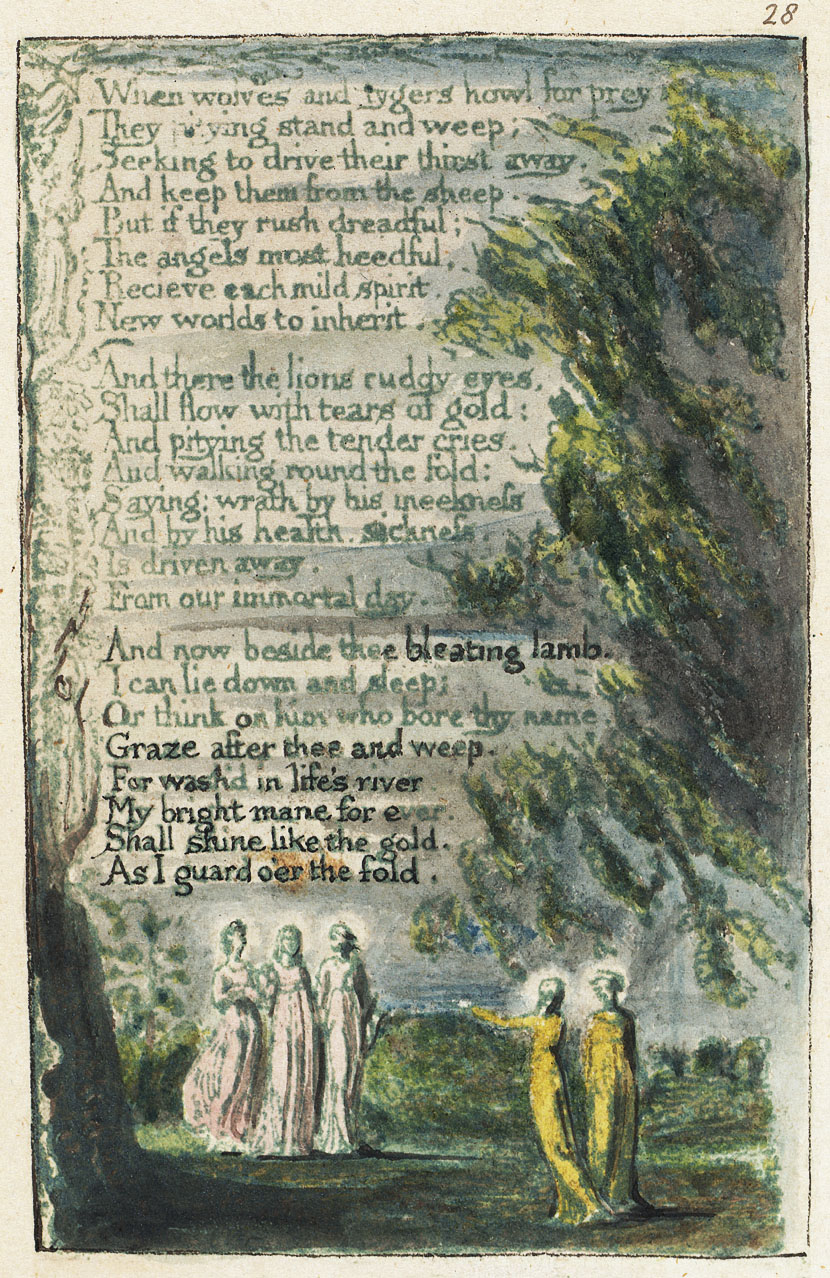 28
When wolves and tygers howl for prey
They pitying stand and weep;
Seeking to drive their thirst away.
And keep them from the sheep.
But if they rush dreadful;
The angels most heedful,
Recieve each mild spirit.
New worlds to inherit.
And there the lions ruddy eyes,
Shall flow with tears of gold:
And pitying the tender cries.
And walking round the fold:
Saying: wrath by his meekness
And by his health, sickness.
Is driven away.
From our immortal day.
And now beside thee bleating lamb.
I can lie down and sleep;
Or think on him who bore thy name.
Graze after thee and weep.
For wash'd in life's river
My bright mane for ever.
Shall shine like the gold.
As I guard o'er the fold.